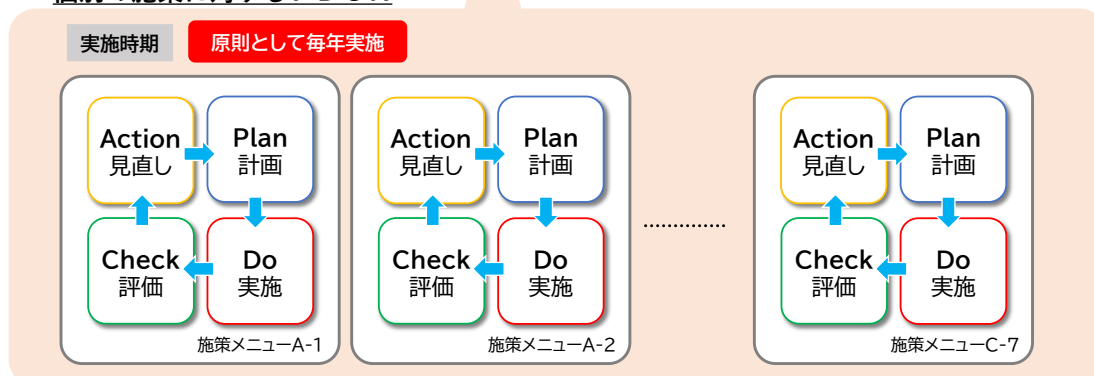 実施時期 原則として毎年実施
Action
見直し
Plan
計画
Check
評価
Do
実施
施策メニューA-1
Action
見直し
Plan
計画
Check
評価
Do
実施
施策メニューA-2
……………
Action
見直し
Plan
計画
Check
評価
Do
実施
施策メニューC-7